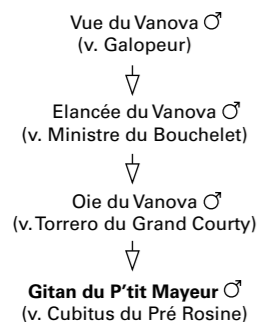 Vue du Vanova ♂
(v. Galopeur)
Elancée du Vanova ♂
(v. Ministre du Bouchelet)
Oie du Vanova ♂
(v. Torrero du Grand Courty)
Gitan du P'tit Mayeur ♂
(v. Cubitus du Pré Rosine)